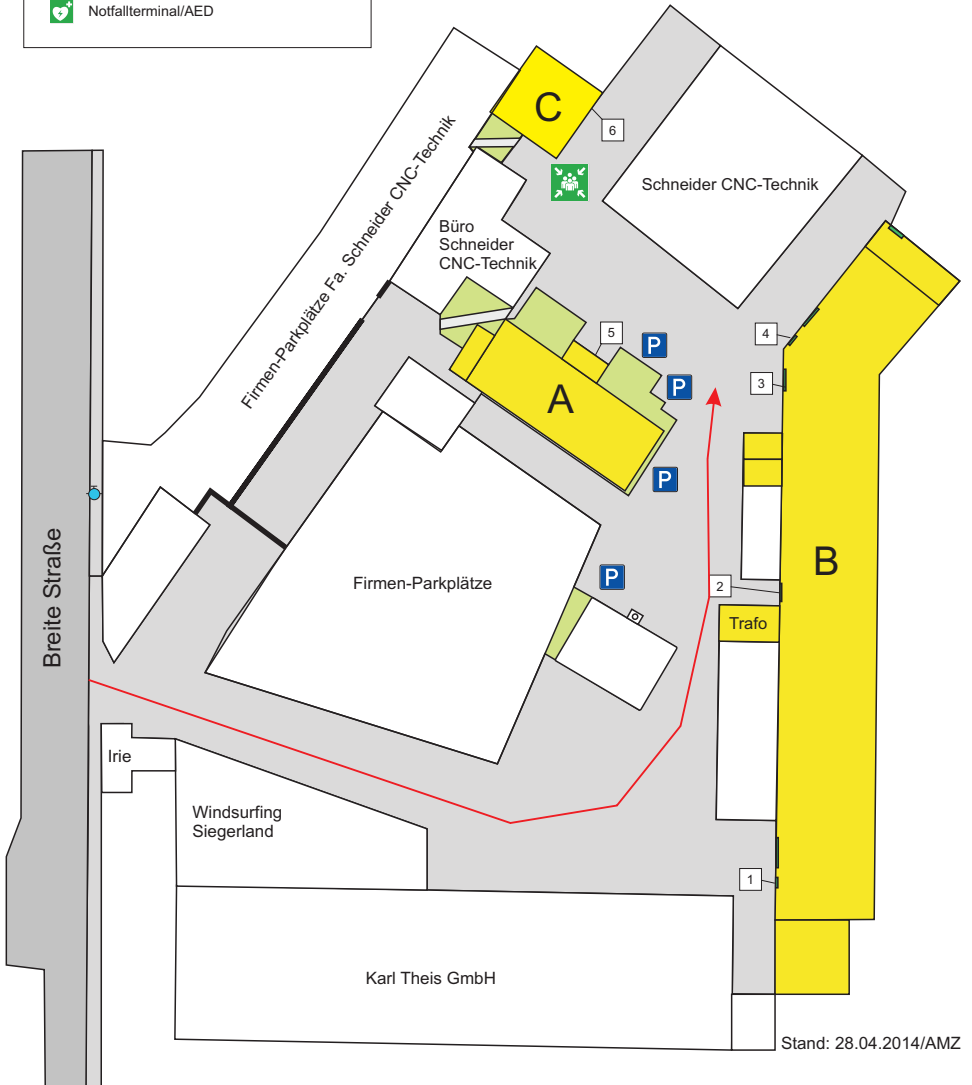 Notfallterminal/AED
C
6
Schneider CNC-Technik
Firmen-Parkplätze Fa. Schneider CNC-Technik
Büro
Schneider
CNC-Technik
5
P
4
P
3
A
P
B
Breite Straße
Firmen-Parkplätze
P
2
Trafo
Irie
Windsurfing
Siegerland
1
Karl Theis GmbH
Stand: 28.04.2014/AMZ